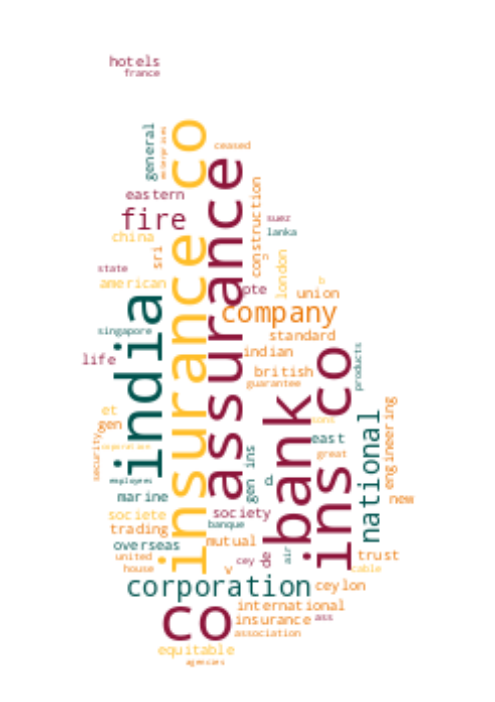 hotels
france
general
enterprises
insurance co
ceased
assurance
eastern
fire
construction
suez
lanka
china
sri
state
american
london
pte
union
b
n
india
company
singapore
standard
indian
life
ins co
products
british
guarantee
bank
et
gen
national
engineering
sons
east
security
corporation
great
gen ins
employees
d
marine
new
societe
society
banque
trading
overseas
mutual
air
trust
united
house
v
cey
de
cable
corporation
ceylon
co
international
insurance
ass
association
equitable
agencies